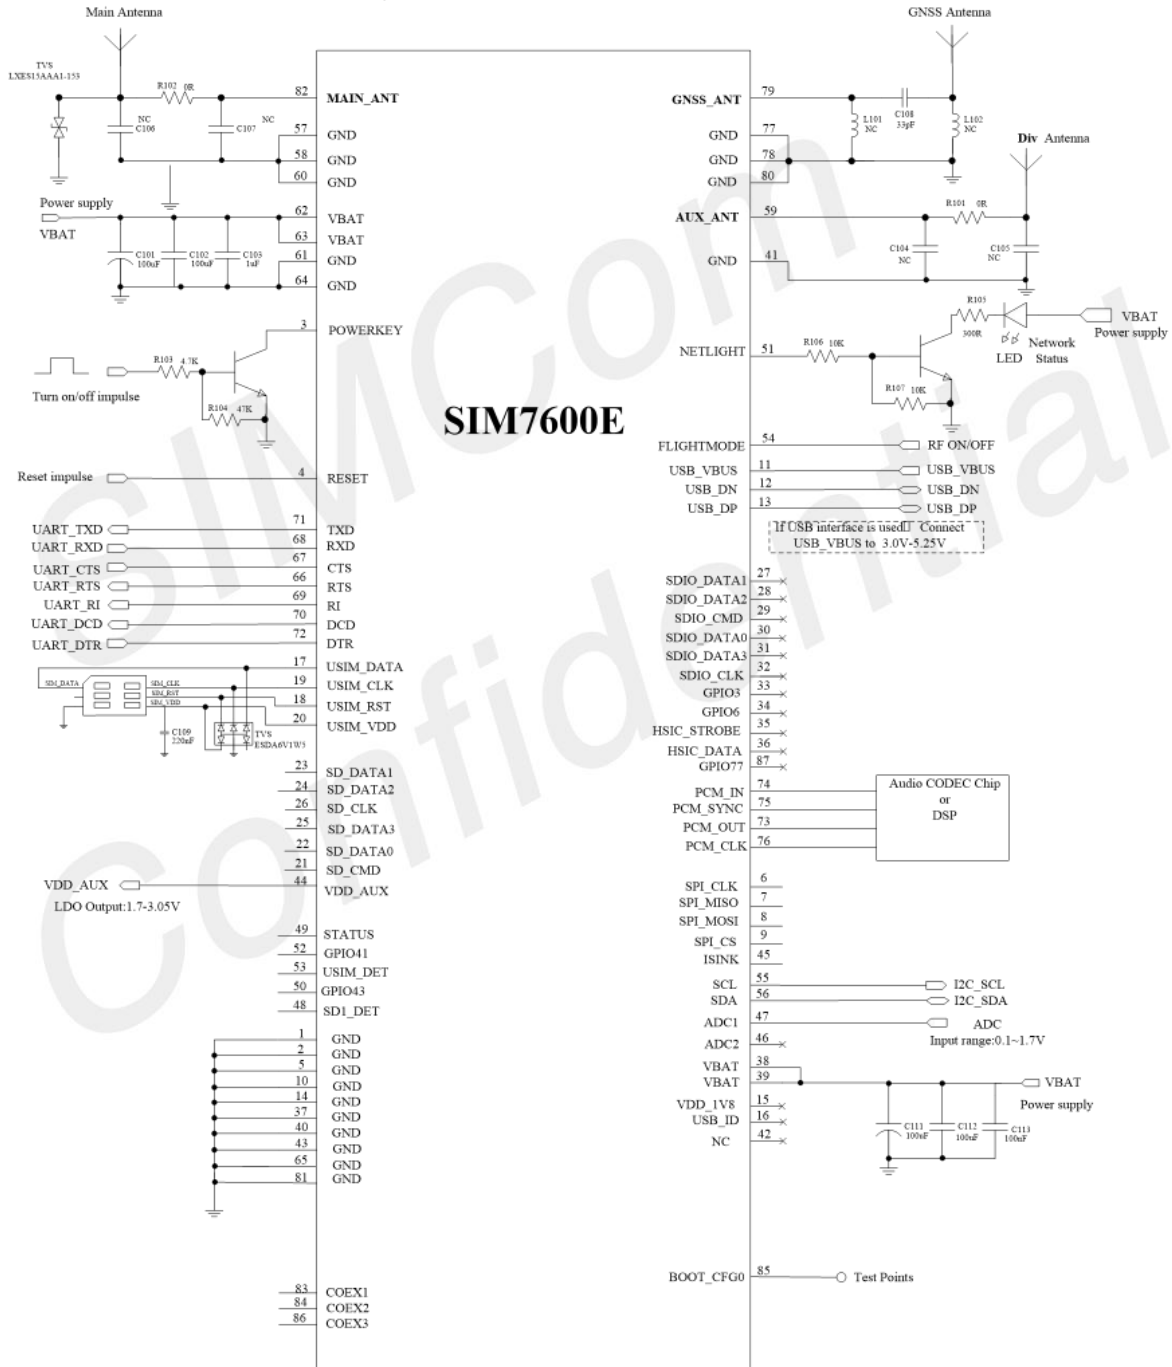 Main Antenna
TVS
LXES15AAA1-153
R102 0R
82 MAIN_ANT
NC
C106
NC
C107
57 GND
58 GND
60 GND
Power supply
VBAT
62 VBAT
63 VBAT
61 GND
64 GND
C101
100uF
C102
100uF
C103
1uF
3 POWERKEY
R103 4.7K
R104 47K
Turn on/off impulse
SIM7600E
Reset impulse
4 RESET
UART_TXD 71 TXD
UART_RXD 68 RXD
UART_CTS 67 CTS
UART_RTS 66 RTS
UART_RI 69 RI
UART_DCD 70 DCD
UART_DTR 72 DTR
17 USIM_DATA
19 USIM_CLK
18 USIM_RST
20 USIM_VDD
SIM_DATA
SIM_CLK
SIM_RST
SIM_VDD
C109
220nF
TVS
ESDA6V1W5
23 SD_DATA1
24 SD_DATA2
26 SD_CLK
25 SD_DATA3
22 SD_DATA0
21 SD_CMD
VDD_AUX 44 VDD_AUX
LDO Output:1.7-3.05V
49 STATUS
52 GPIO41
53 USIM_DET
50 GPIO43
48 SD1_DET
1 GND
2 GND
5 GND
10 GND
14 GND
37 GND
40 GND
43 GND
65 GND
81 GND
83 COEX1
84 COEX2
86 COEX3
GNSS Antenna
GNSS_ANT 79
C108
33pF
L101
NC
L102
NC
GND 77
GND 78
GND 80
Div Antenna
AUX_ANT 59
R101 0R
C104
NC
C105
NC
GND 41
R105
300R
VBAT
Power supply
LED
Network
Status
NETLIGHT 51
R106 10K
R107 10K
FLIGHTMODE 54 RF ON/OFF
USB_VBUS 11 USB_VBUS
USB_DN 12 USB_DN
USB_DP 13 USB_DP
If USB interface is used Connect
USB_VBUS to 3.0V-5.25V
SDIO_DATA1 27
SDIO_DATA2 28
SDIO_CMD 29
SDIO_DATA0 30
SDIO_DATA3 31
SDIO_CLK 32
GPIO3 33
GPIO6 34
HSIC_STROBE 35
HSIC_DATA 36
GPIO77 87
PCM_IN 74
PCM_SYNC 75
PCM_OUT 73
PCM_CLK 76
Audio CODEC Chip
or
DSP
SPI_CLK 6
SPI_MISO 7
SPI_MOSI 8
SPI_CS 9
ISINK 45
SCL 55 I2C_SCL
SDA 56 I2C_SDA
ADC1 47 ADC
Input range:0.1~1.7V
ADC2 46
VBAT 38
VBAT 39
VBAT
Power supply
VDD_1V8 15
USB_ID 16
NC 42
C111
100nF
C112
100uF
C113
100uF
BOOT_CFG0 85 Test Points
SIMCom
Confidential